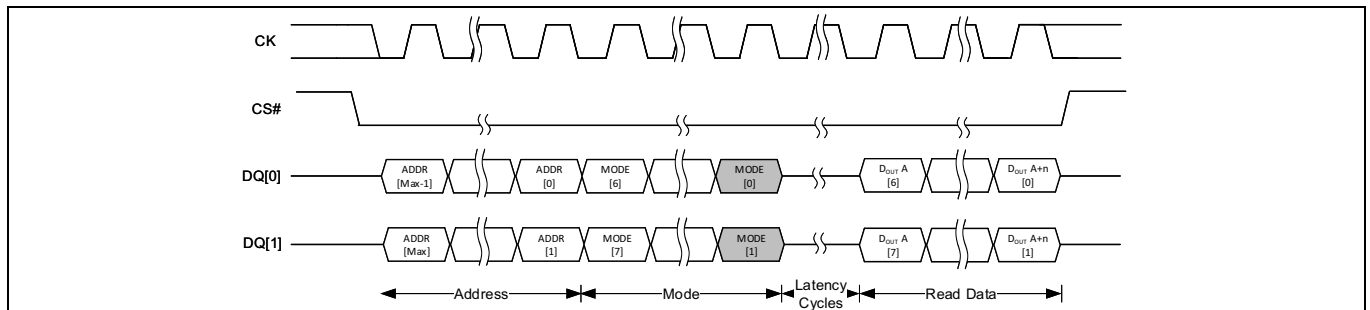 CK
CS#
DQ[0]
ADDR
[Max-1]
ADDR
[0]
MODE
[6]
MODE
[0]
DOUT A
[6]
DOUT A+n
[0]
DQ[1]
ADDR
[Max]
ADDR
[1]
MODE
[7]
MODE
[1]
DOUT A
[7]
DOUT A+n
[1]
Address
Mode
Latency
Cycles
Read Data